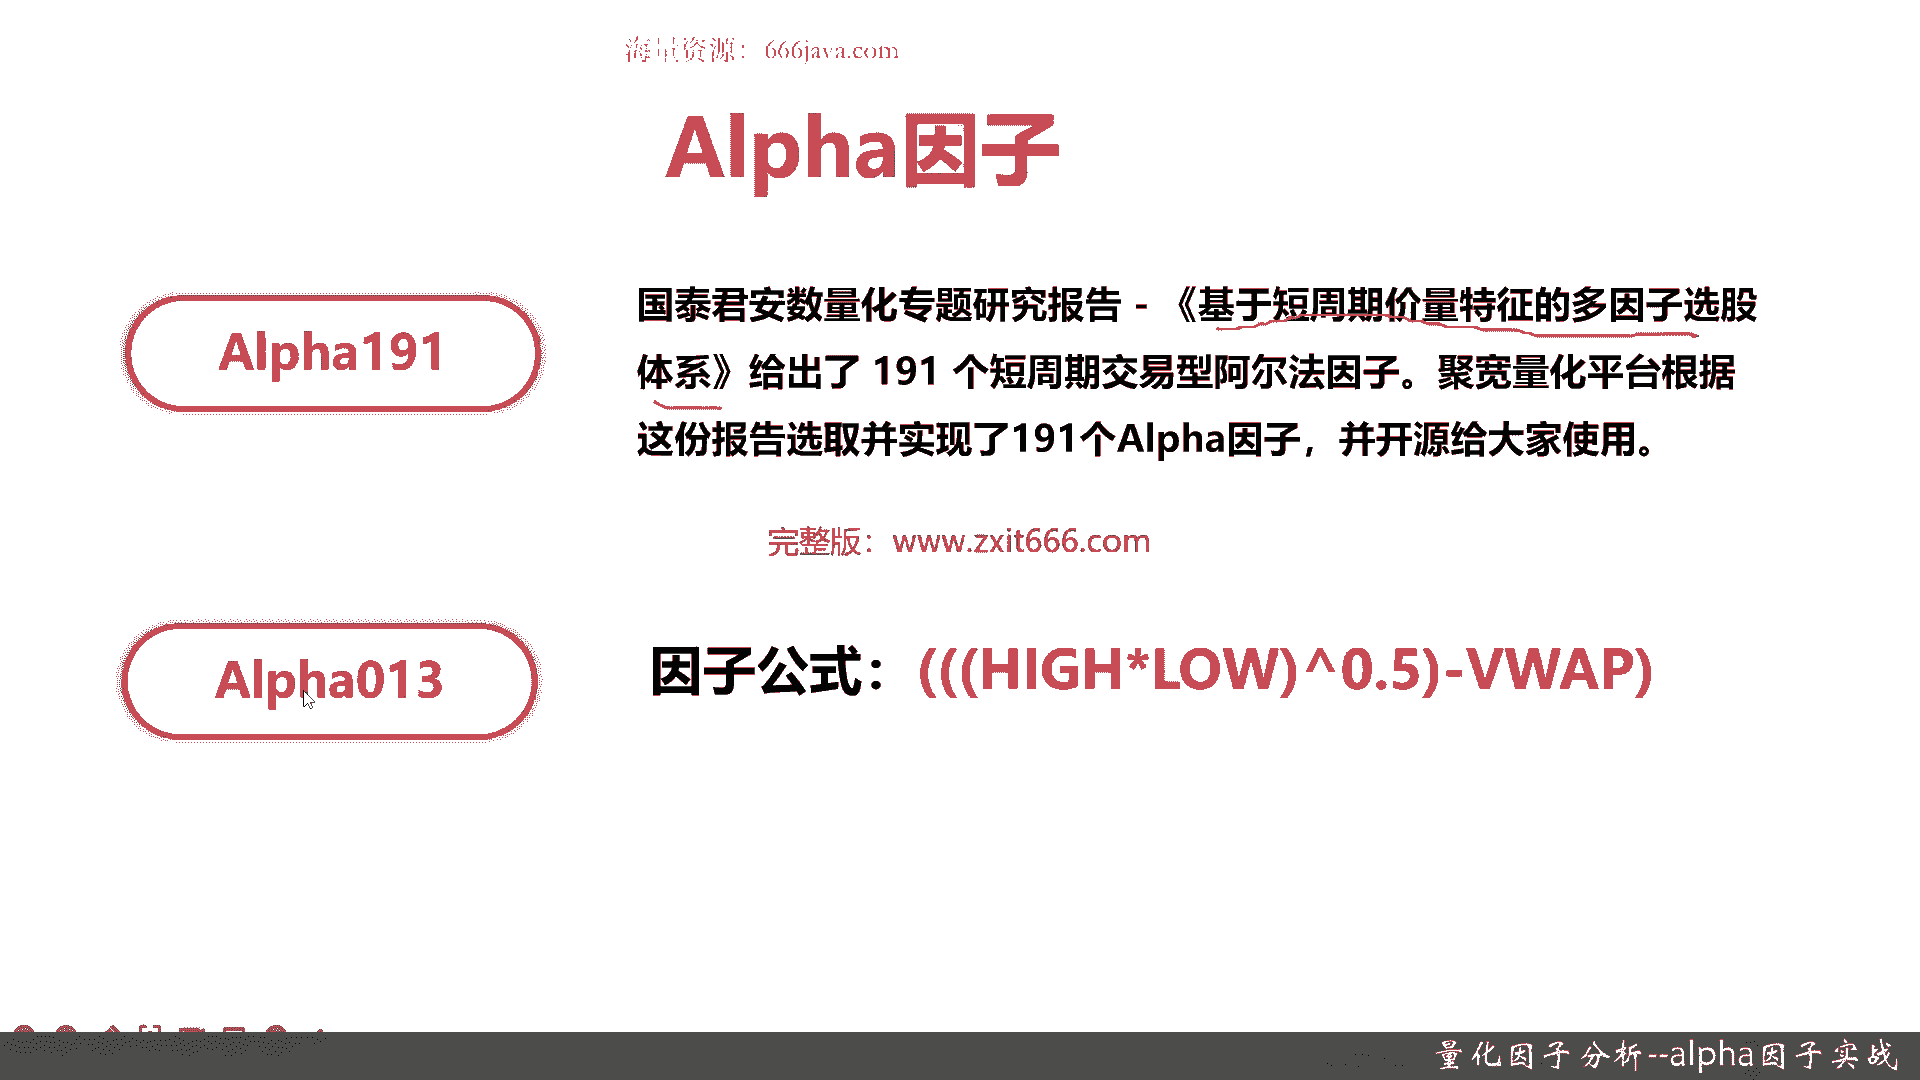 海量资源：666java.com
Alpha因子
Alpha191
国泰君安数量化专题研究报告 - 《基于短周期价量特征的多因子选股
体系》给出了 191 个短周期交易型阿尔法因子。聚宽量化平台根据
这份报告选取并实现了191个Alpha因子，并开源给大家使用。
完整版：www.zxit666.com
Alpha013
因子公式：(((HIGH*LOW)^0.5)-VWAP)
量化因子分析--alpha因子实战